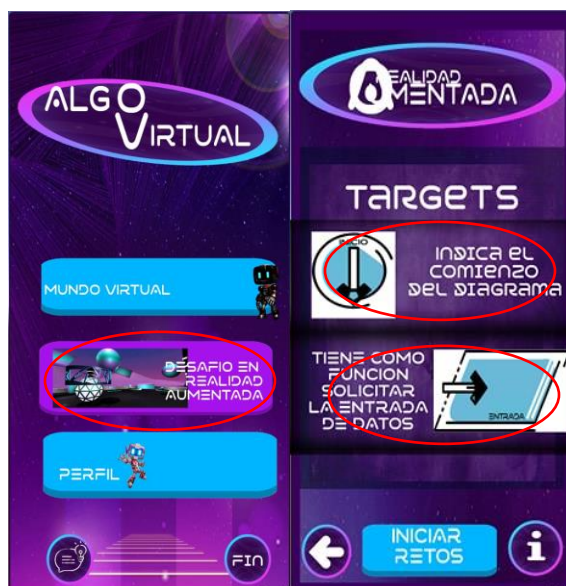 ALGO
VIRTUAL
MUNDO VIRTUAL
DESAFIO EN
REALIDAD
AUMENTADA
PERFIL
FIN
REALIDAD
AUMENTADA
TARGETS
INICIO
INDICA EL
COMIENZO
DEL DIAGRAMA
TIENE COMO
FUNCION
SOLICITAR
LA ENTRADA
DE DATOS
ENTRADA
INICIAR
RETOS
i